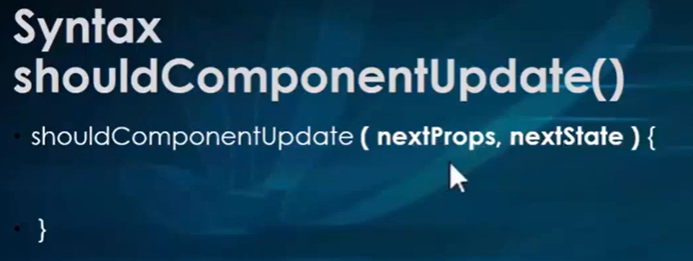 Syntax
shouldComponentUpdate()
• shouldComponentUpdate ( nextProps, nextState ) {
• }